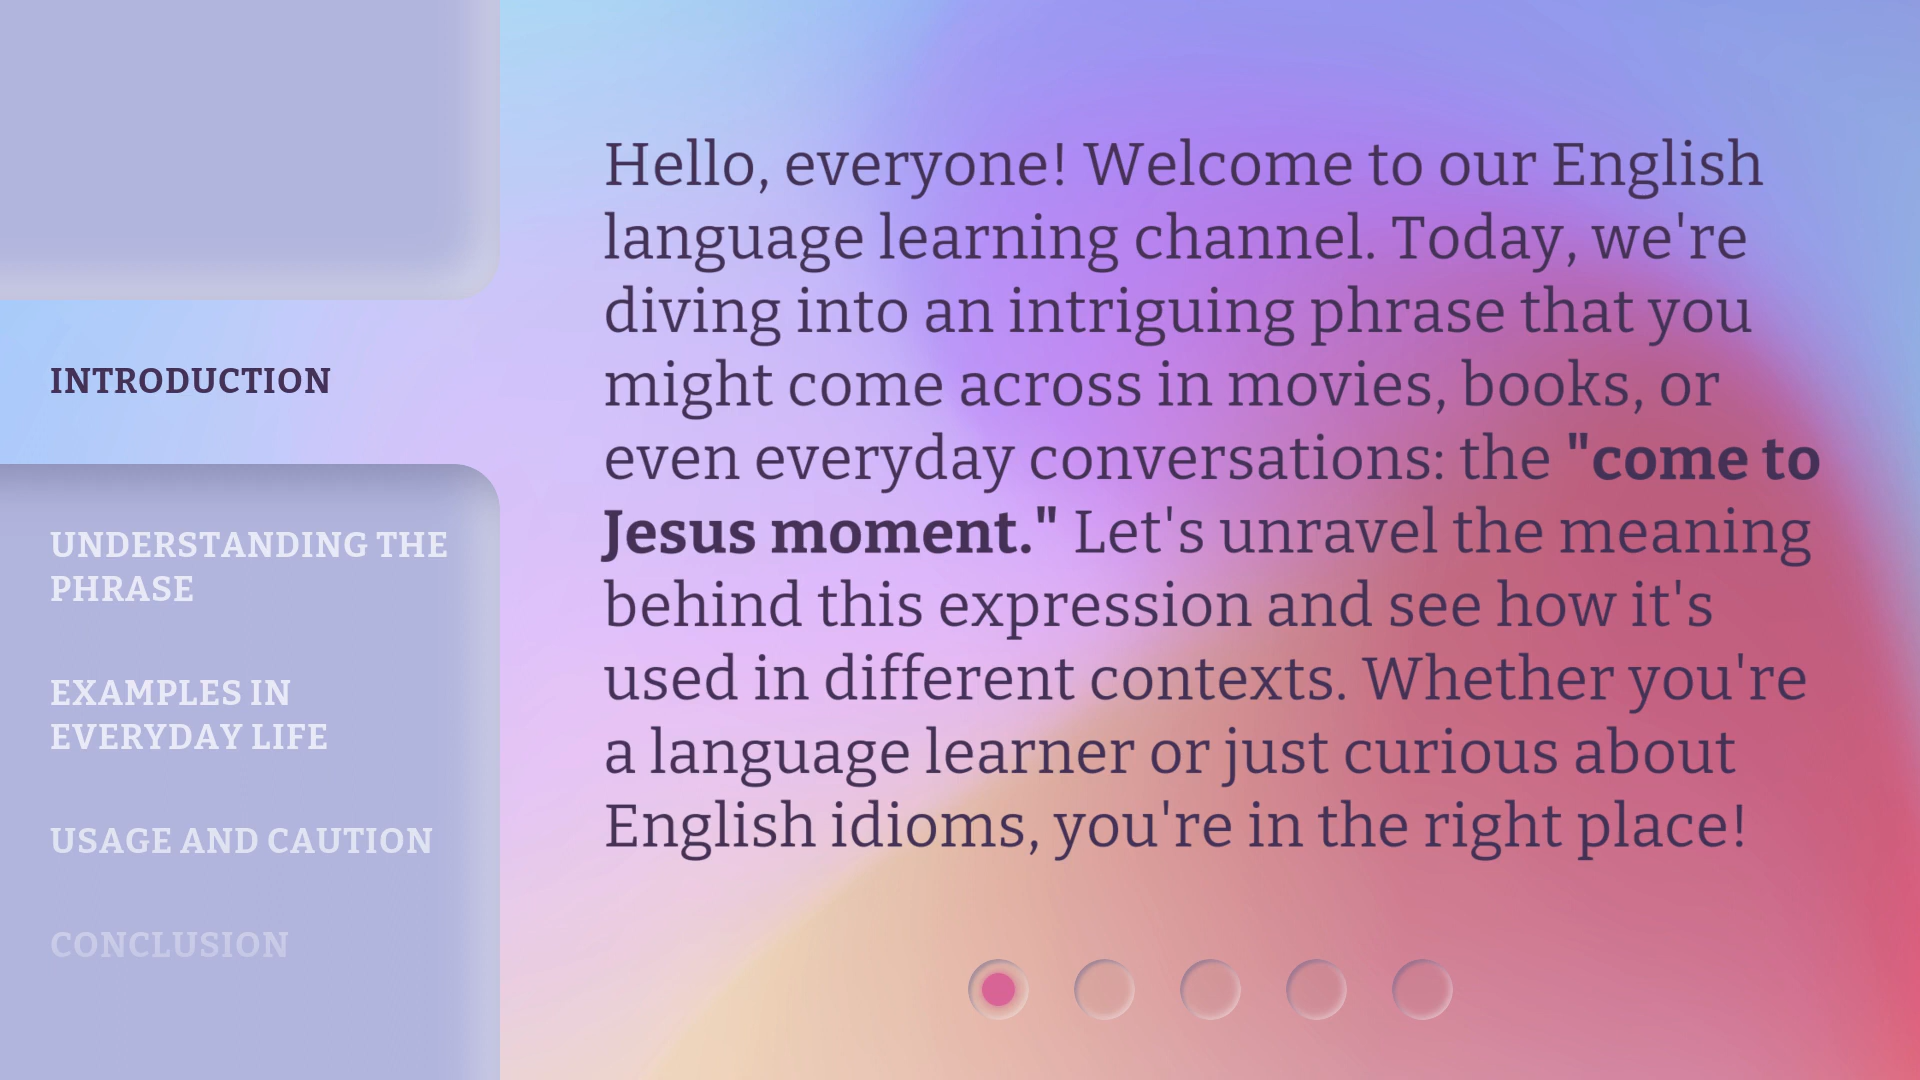 INTRODUCTION
UNDERSTANDING THE
PHRASE
EXAMPLES IN
EVERYDAY LIFE
USAGE AND CAUTION
CONCLUSION
Hello, everyone! Welcome to our English
language learning channel. Today, we're
diving into an intriguing phrase that you
might come across in movies, books, or
even everyday conversations: the "come to
Jesus moment." Let's unravel the meaning
behind this expression and see how it's
used in different contexts. Whether you're
a language learner or just curious about
English idioms, you're in the right place!